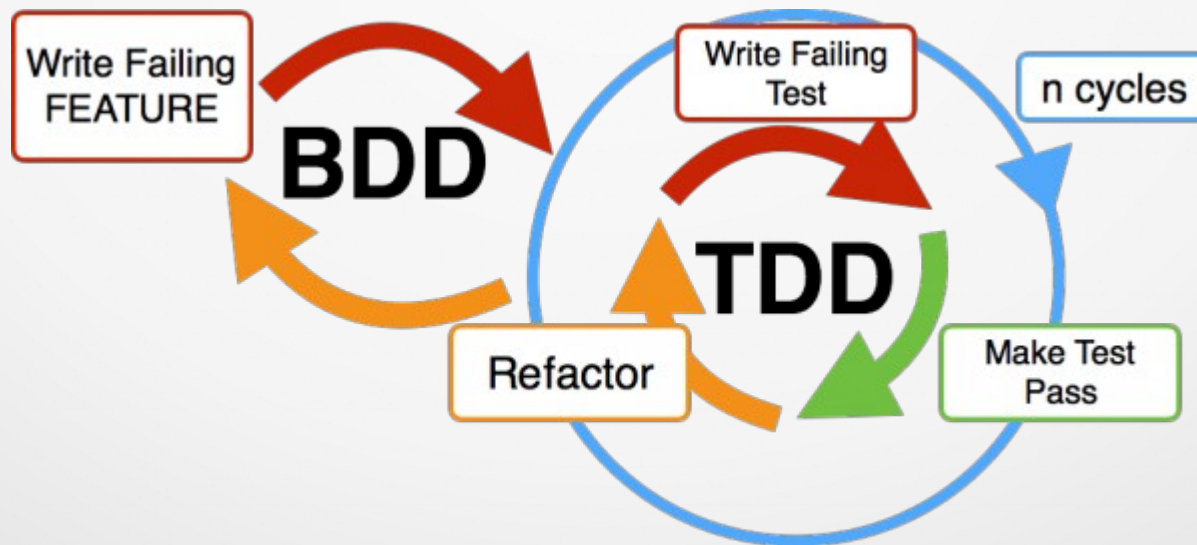 Write Failing
FEATURE
BDD
Write Failing
Test
n cycles
TDD
Refactor
Make Test
Pass